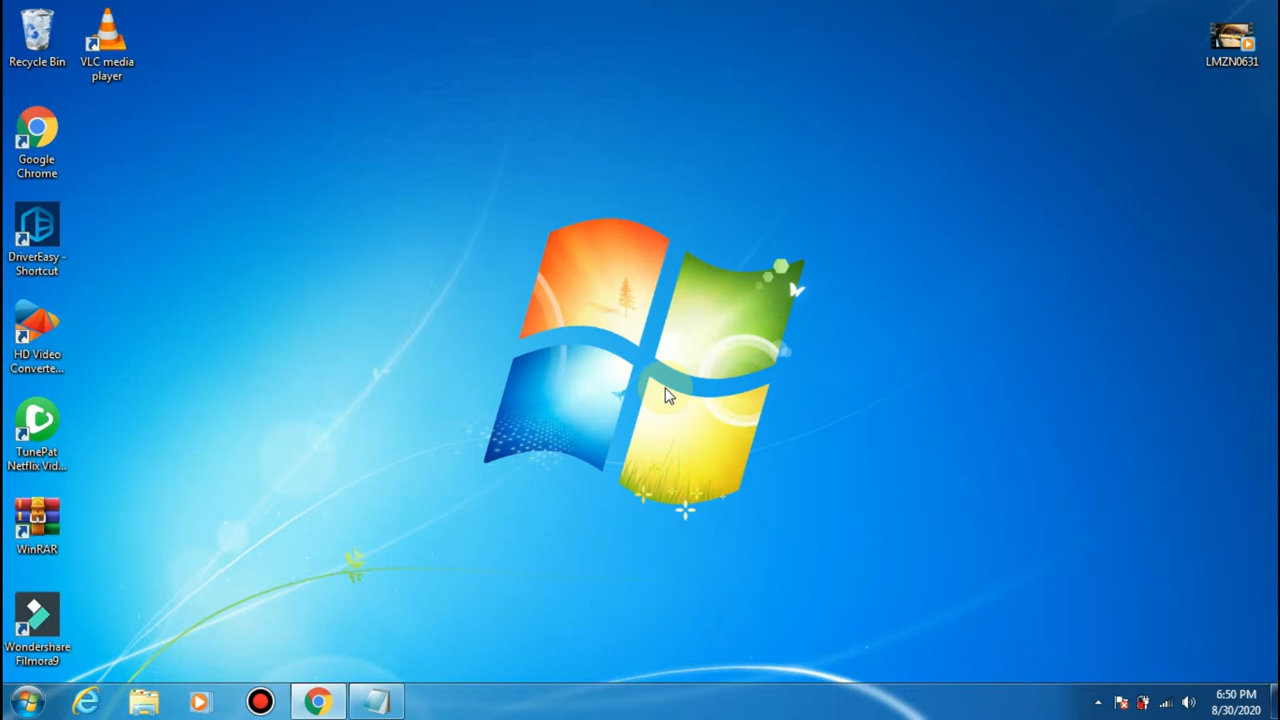 Recycle Bin
VLC media
player
Google
Chrome
DriverEasy -
Shortcut
HD Video
Converte...
TunePat
Netflix Vid...
WinRAR
Wondershare
Filmora9
LMZN0631
6:50 PM
8/30/2020